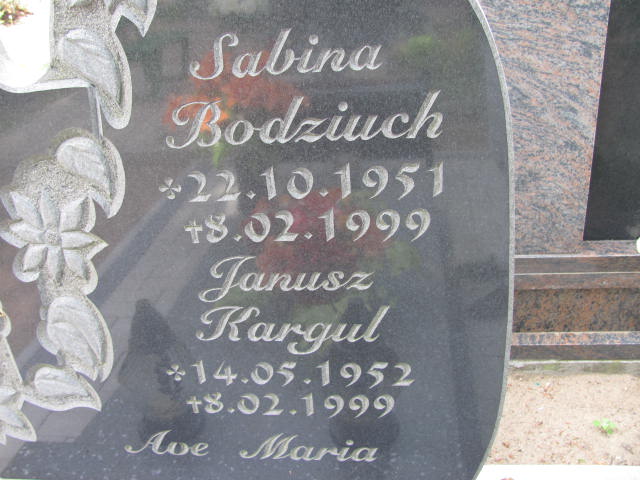 Sabina
Bodziuch
*22.10.1951
+8.02.1999
Janusz
Kargul
*14.05.1952
+8.02.1999
Ave Maria